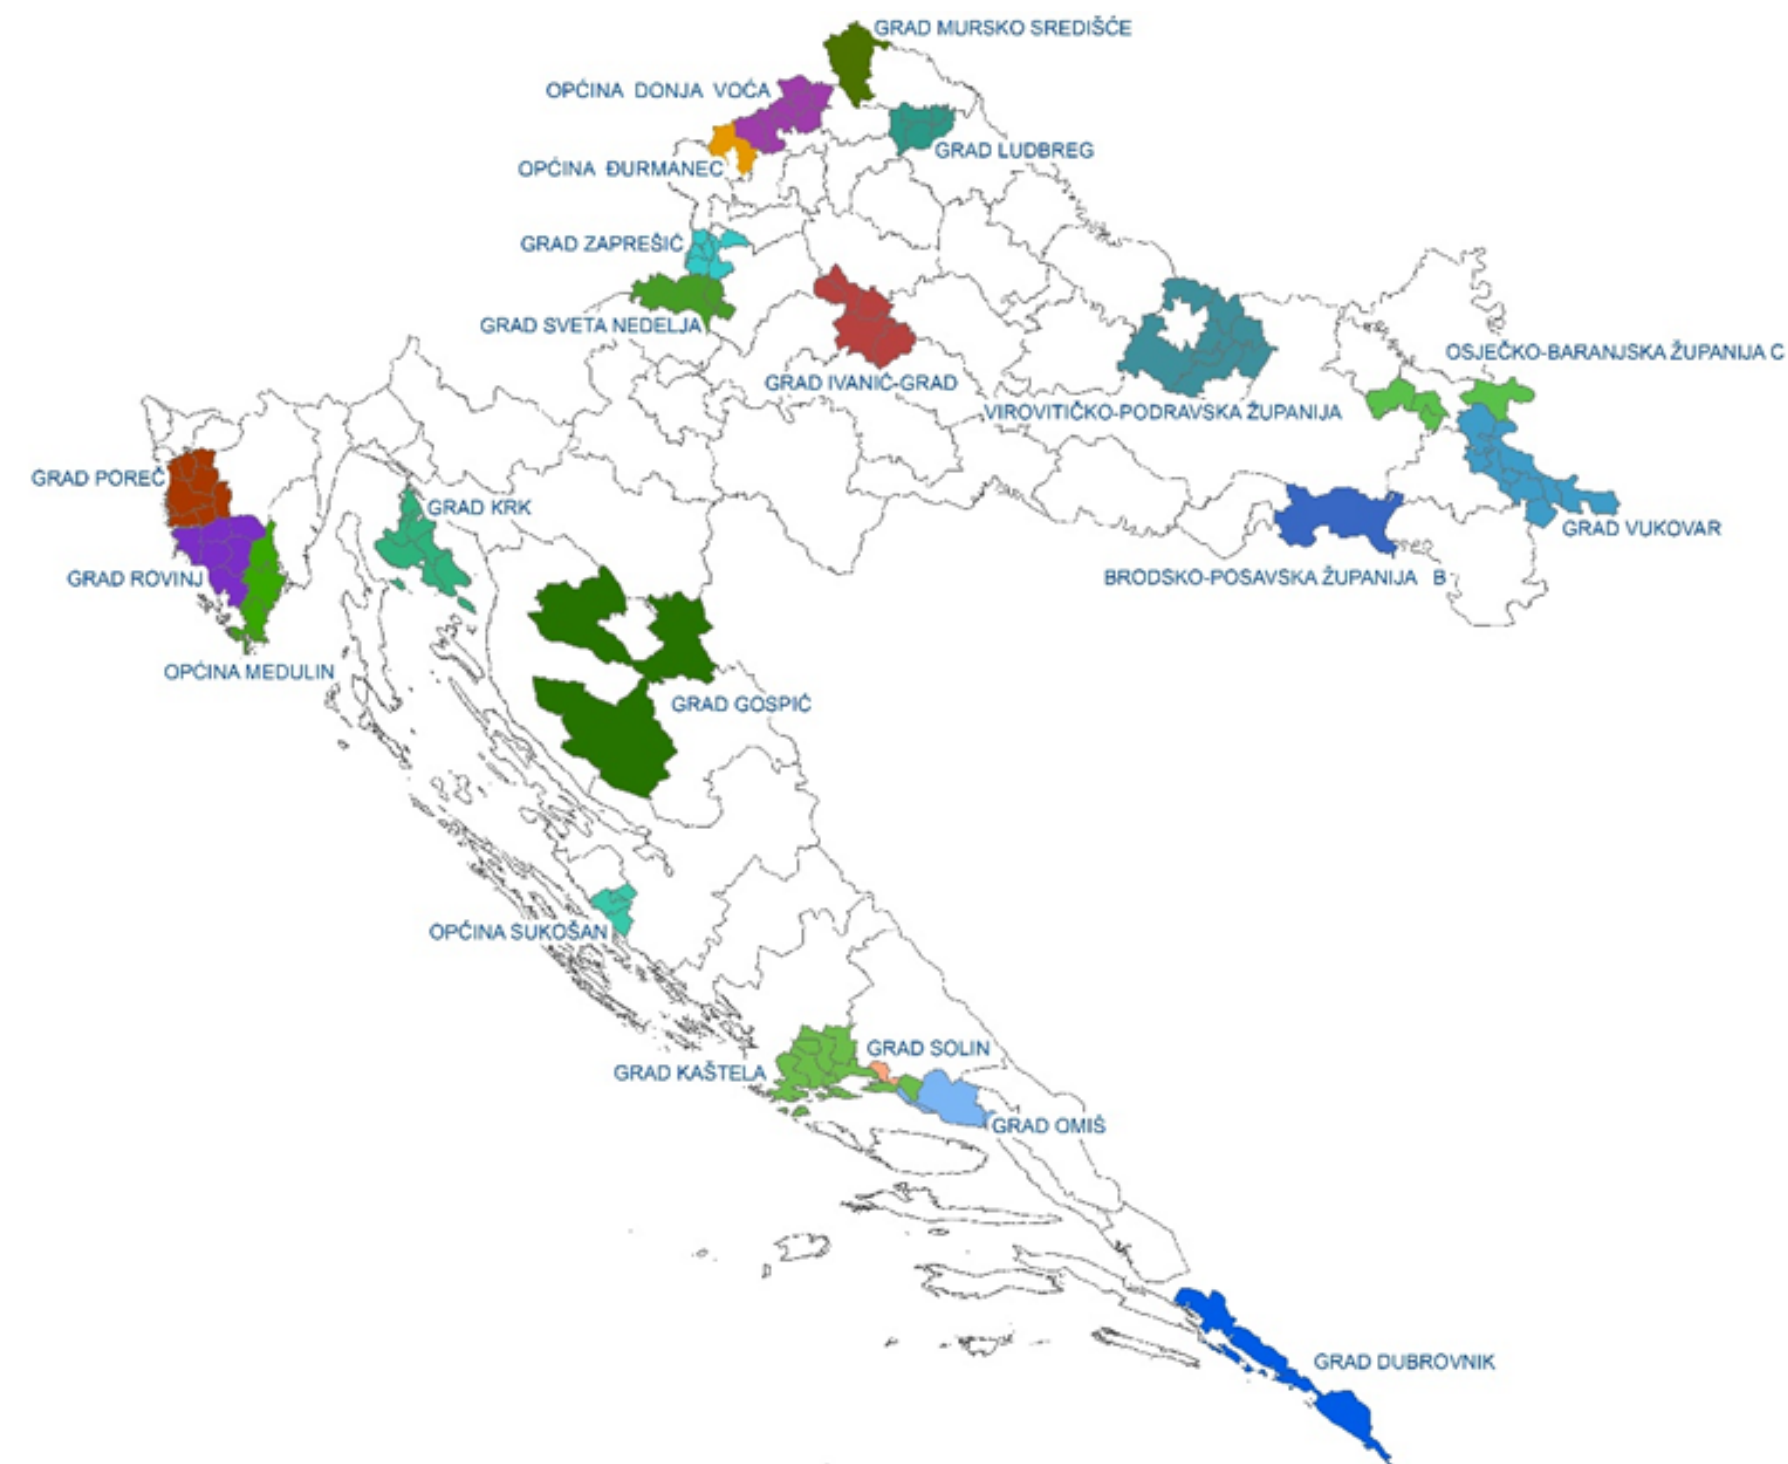 GRAD MURSKO SREDIŠĆE
OPĆINA DONJA VOĆA
GRAD LUDBREG
OPĆINA ĐURMANEC
GRAD ZAPREŠIĆ
GRAD SVETA NEDELJA
OSJEČKO-BARANJSKA ŽUPANIJA C
GRAD IVANIĆ-GRAD
VIROVITIČKO-PODRAVSKA ŽUPANIJA
GRAD POREČ
GRAD KRK
GRAD VUKOVAR
GRAD ROVINJ
BRODSKO-POSAVSKA ŽUPANIJA B
OPĆINA MEDULIN
GRAD GOSPIĆ
OPĆINA SUKOŠAN
GRAD SOLIN
GRAD KAŠTELA
GRAD OMIŠ
GRAD DUBROVNIK